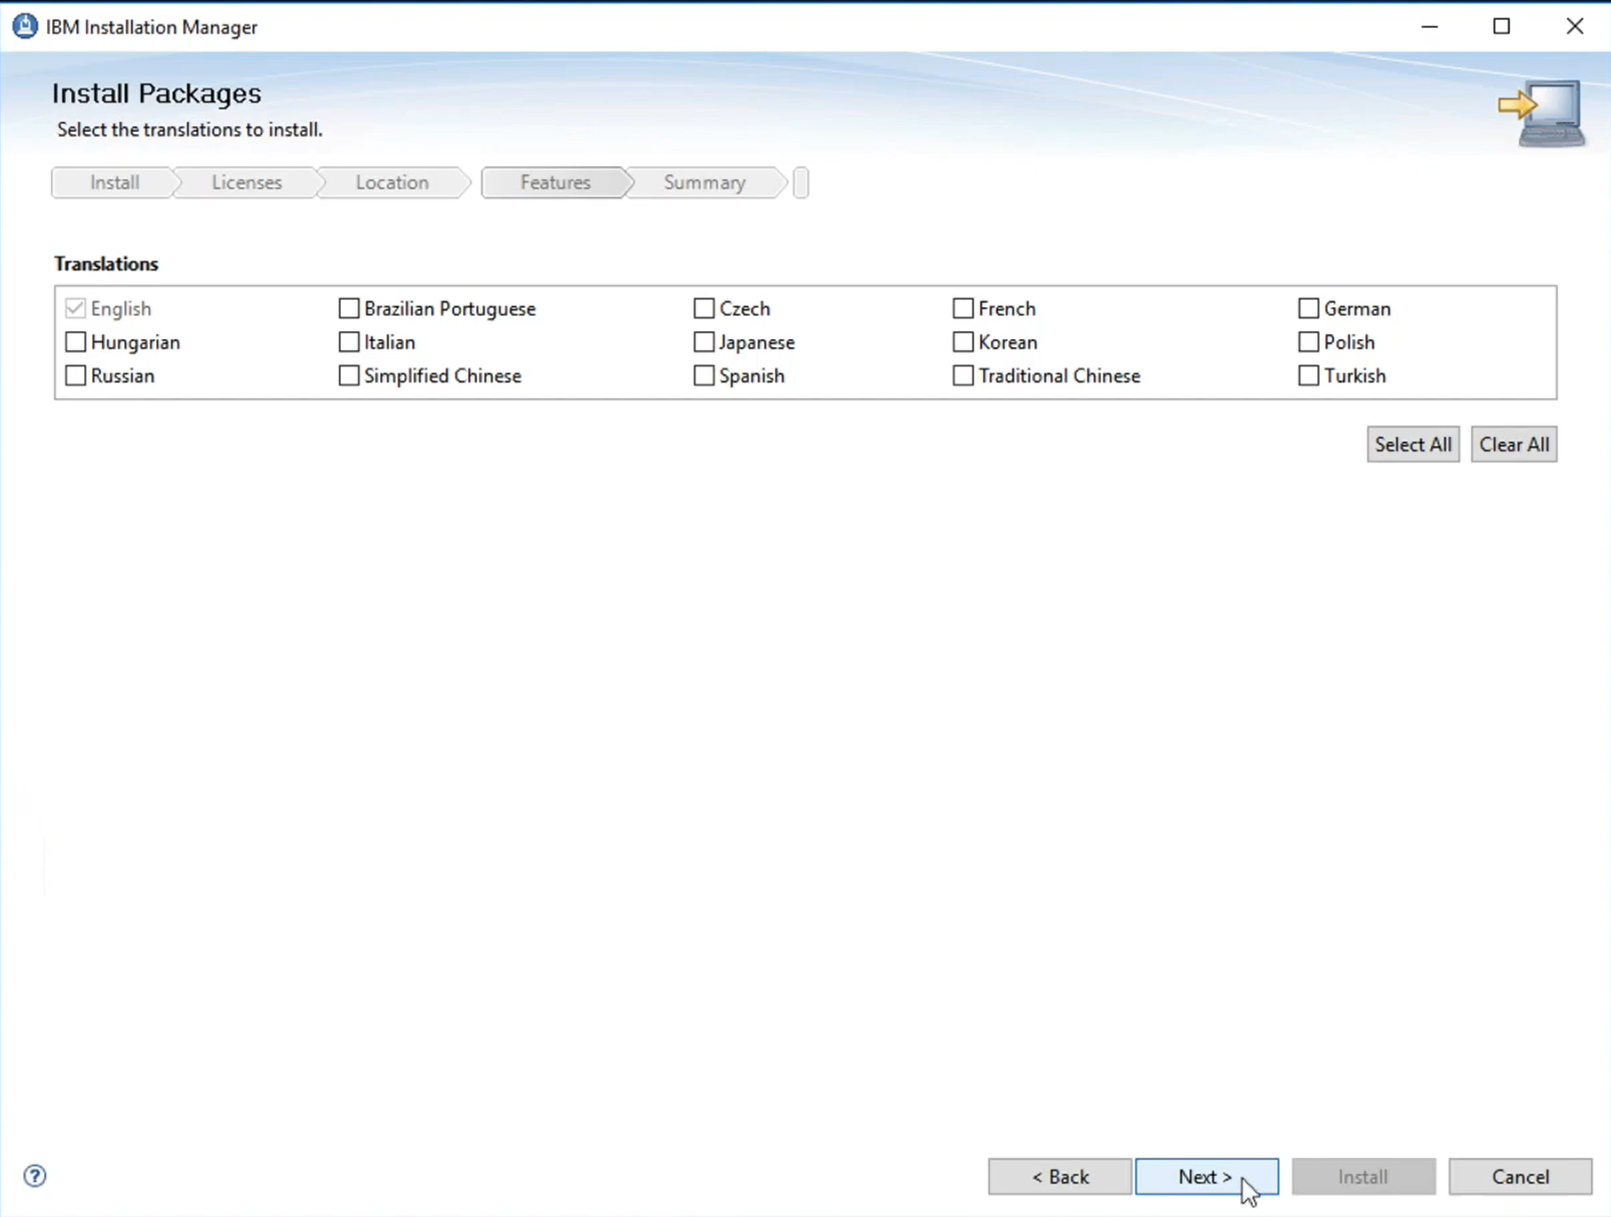 IBM Installation Manager
Install Packages
Select the translations to install.
Install Licenses Location Features Summary
Translations
English Brazilian Portuguese Czech French German
Hungarian Italian Japanese Korean Polish
Russian Simplified Chinese Spanish Traditional Chinese Turkish
Select All Clear All
? < Back Next > Install Cancel